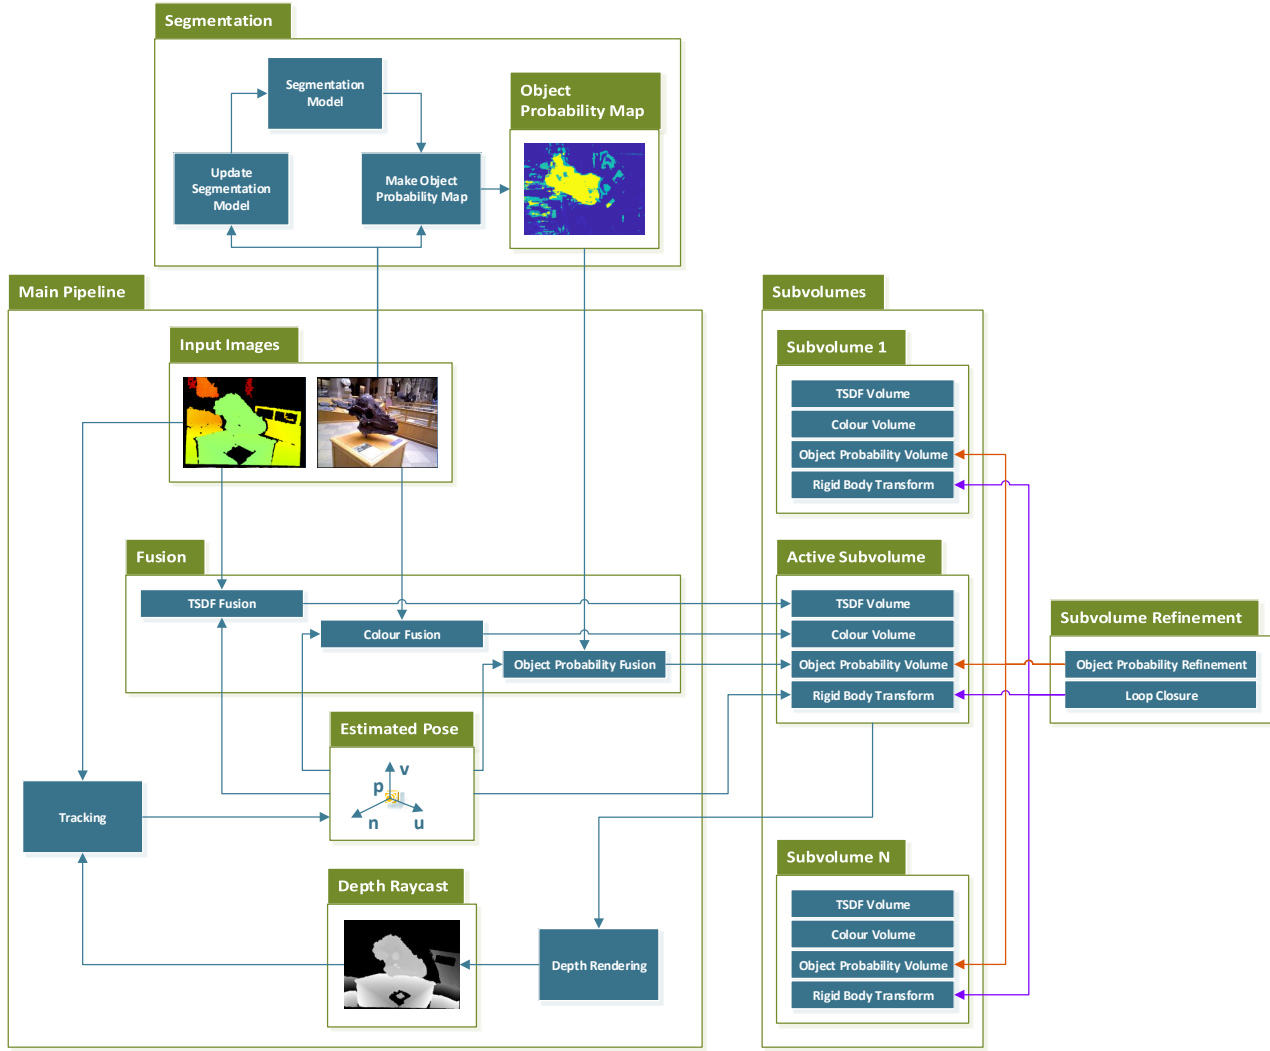 Segmentation
Segmentation
Model
Object
Probability Map
Update
Segmentation
Model
Make Object
Probability Map
Main Pipeline
Input Images
Fusion
TSDF Fusion
Colour Fusion
Object Probability Fusion
Estimated Pose
v
p
n
u
Tracking
Depth Raycast
Depth Rendering
Subvolumes
Subvolume 1
TSDF Volume
Colour Volume
Object Probability Volume
Rigid Body Transform
Active Subvolume
TSDF Volume
Colour Volume
Object Probability Volume
Rigid Body Transform
Subvolume N
TSDF Volume
Colour Volume
Object Probability Volume
Rigid Body Transform
Subvolume Refinement
Object Probability Refinement
Loop Closure